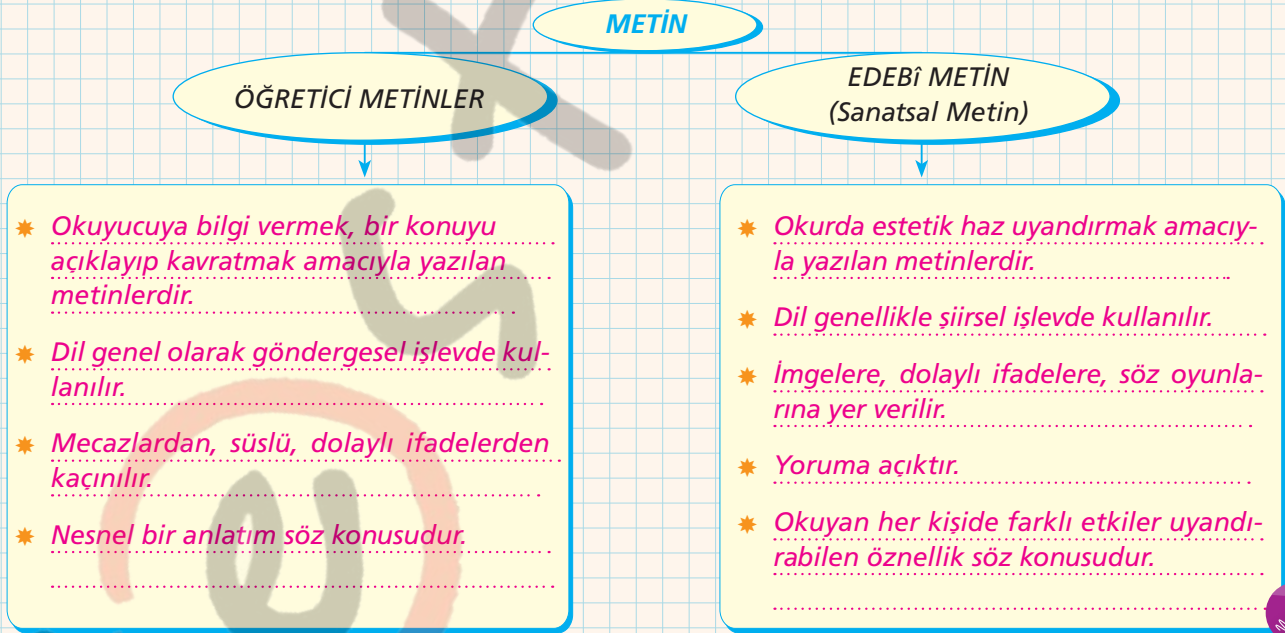 METİN
ÖĞRETİCİ METİNLER
EDEBî METİN
(Sanatsal Metin)
Okuyucuya bilgi vermek, bir konuyu
açıklayıp kavratmak amacıyla yazılan
metinlerdir.
Dil genel olarak göndergesel işlevde kul-
lanılır.
Mecazlardan, süslü, dolaylı ifadelerden
kaçınılır.
Nesnel bir anlatım söz konusudur.
Okurda estetik haz uyandırmak amacıy-
la yazılan metinlerdir.
Dil genellikle şiirsel işlevde kullanılır.
İmgelere, dolaylı ifadelere, söz oyunla-
rına yer verilir.
Yoruma açıktır.
Okuyan her kişide farklı etkiler uyandı-
rabilen öznellik söz konusudur.